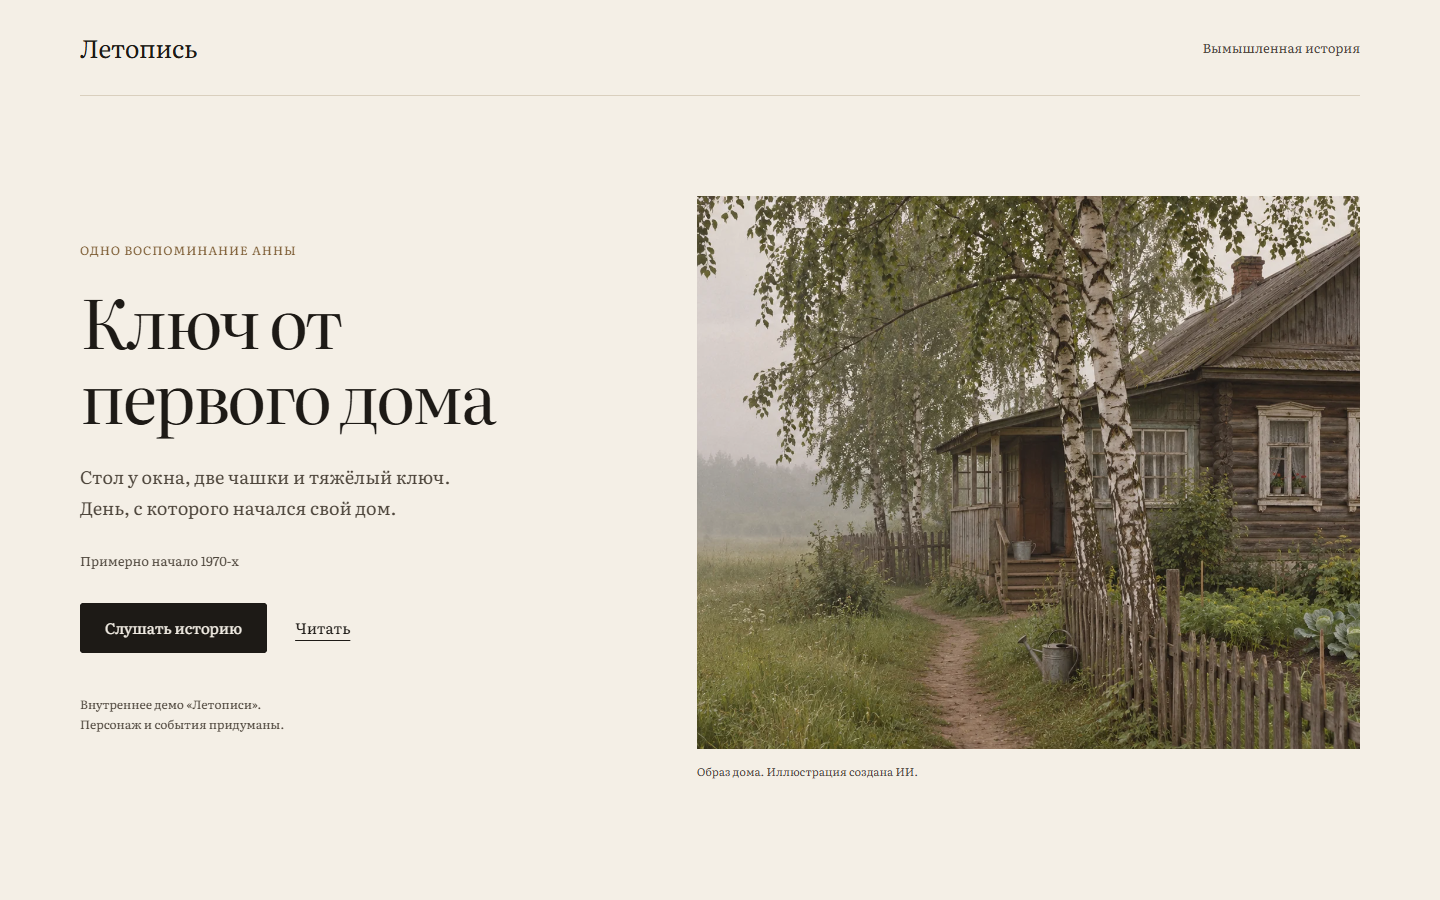 Летопись
Вымышленная история
ОДНО ВОСПОМИНАНИЕ АННЫ
Ключ от
первого дома
Стол у окна, две чашки и тяжёлый ключ.
День, с которого начался свой дом.
Примерно начало 1970-х
Слушать историю
Читать
Внутреннее демо «Летописи».
Персонаж и события придуманы.
Образ дома. Иллюстрация создана ИИ.